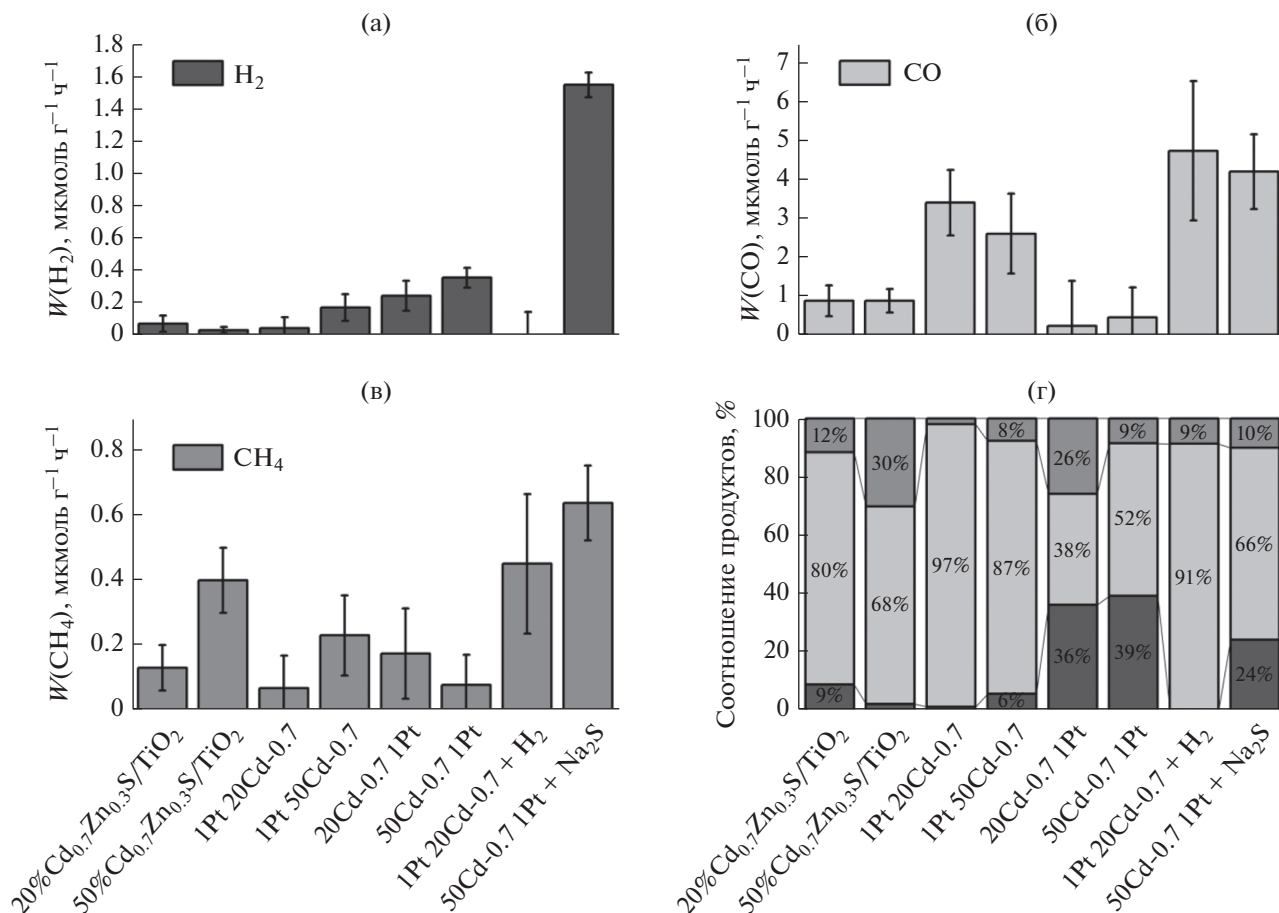 (а)
1.8
1.6
1.4
1.2
1.0
0.8
0.6
0.4
0.2
0
W(H₂), мкмоль г⁻¹ ч⁻¹
H₂
(б)
7
6
5
4
3
2
1
0
W(CO), мкмоль г⁻¹ ч⁻¹
CO
(в)
0.8
0.6
0.4
0.2
0
W(CH₄), мкмоль г⁻¹ ч⁻¹
CH₄
20%Cd₀.₇Zn₀.₃S/TiO₂
50%Cd₀.₇Zn₀.₃S/TiO₂
1Pt 20Cd-0.7
1Pt 50Cd-0.7
20Cd-0.7 1Pt
50Cd-0.7 1Pt
1Pt 20Cd-0.7 + H₂
50Cd-0.7 1Pt + Na₂S
(г)
100
80
60
40
20
0
Соотношение продуктов, %
12%
80%
9%
30%
68%
97%
8%
87%
6%
26%
38%
36%
9%
52%
39%
9%
91%
10%
66%
24%
20%Cd₀.₇Zn₀.₃S/TiO₂
50%Cd₀.₇Zn₀.₃S/TiO₂
1Pt 20Cd-0.7
1Pt 50Cd-0.7
20Cd-0.7 1Pt
50Cd-0.7 1Pt
1Pt 20Cd-0.7 + H₂
50Cd-0.7 1Pt + Na₂S